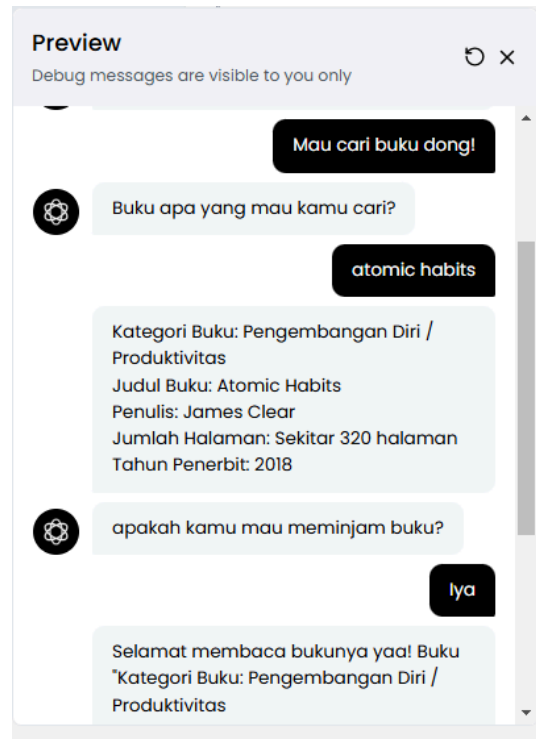 Preview
Debug messages are visible to you only
Mau cari buku dong!
Buku apa yang mau kamu cari?
atomic habits
Kategori Buku: Pengembangan Diri /
Produktivitas
Judul Buku: Atomic Habits
Penulis: James Clear
Jumlah Halaman: Sekitar 320 halaman
Tahun Penerbit: 2018
apakah kamu mau meminjam buku?
Iya
Selamat membaca bukunya yaa! Buku
"Kategori Buku: Pengembangan Diri /
Produktivitas